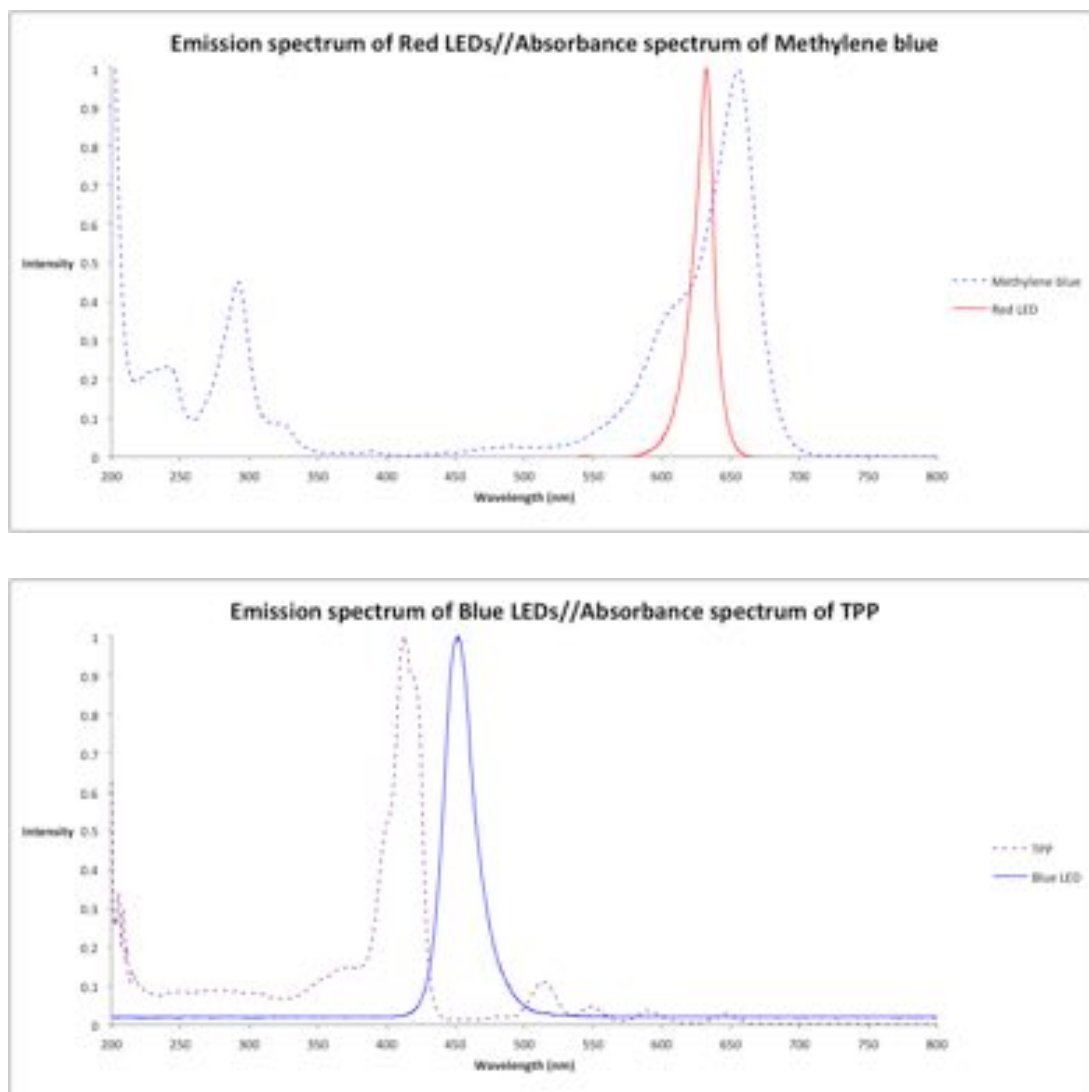 Emission spectrum of Red LEDs//Absorbance spectrum of Methylene blue
1
0.9
0.8
0.7
0.6
Intensity 0.5
0.4
0.3
0.2
0.1
0
200 250 300 350 400 450 500 550 600 650 700 750 800
Wavelength (nm)
Methylene blue
Red LED
Emission spectrum of Blue LEDs//Absorbance spectrum of TPP
1
0.9
0.8
0.7
0.6
Intensity 0.5
0.4
0.3
0.2
0.1
0
200 250 300 350 400 450 500 550 600 650 700 750 800
Wavelength (nm)
TPP
Blue LED